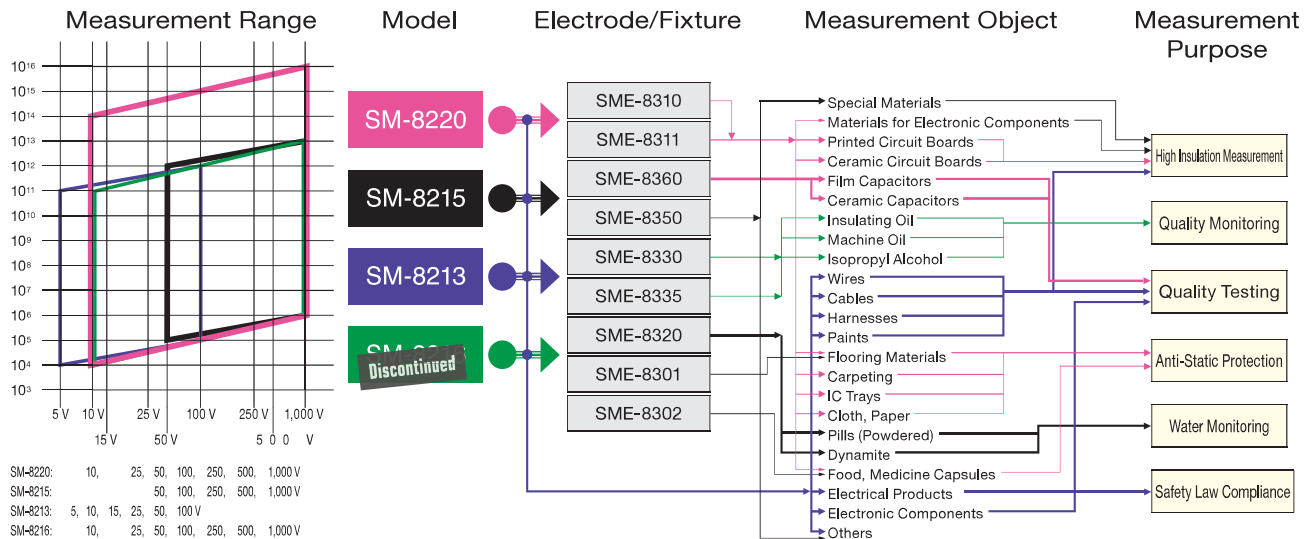 Measurement Range
Model
Electrode/Fixture
Measurement Object
Measurement
Purpose
10¹⁶
10¹⁵
10¹⁴
10¹³
10¹²
10¹¹
10¹⁰
10⁹
10⁸
10⁷
10⁶
10⁵
10⁴
10³
5 V 10 V 25 V 100 V 250 V 1,000 V
15 V 50 V 5 0 0 V
SM-8220: 10, 25, 50, 100, 250, 500, 1,000 V
SM-8215: 50, 100, 250, 500, 1,000 V
SM-8213: 5, 10, 15, 25, 50, 100 V
SM-8216: 10, 25, 50, 100, 250, 500, 1,000 V
SM-8220
SM-8215
SM-8213
Discontinued
SME-8310
SME-8311
SME-8360
SME-8350
SME-8330
SME-8335
SME-8320
SME-8301
SME-8302
Special Materials
Materials for Electronic Components
Printed Circuit Boards
Ceramic Circuit Boards
Film Capacitors
Ceramic Capacitors
Insulating Oil
Machine Oil
Isopropyl Alcohol
Wires
Cables
Harnesses
Paints
Flooring Materials
Carpeting
IC Trays
Cloth, Paper
Pills (Powdered)
Dynamite
Food, Medicine Capsules
Electrical Products
Electronic Components
Others
High Insulation Measurement
Quality Monitoring
Quality Testing
Anti-Static Protection
Water Monitoring
Safety Law Compliance